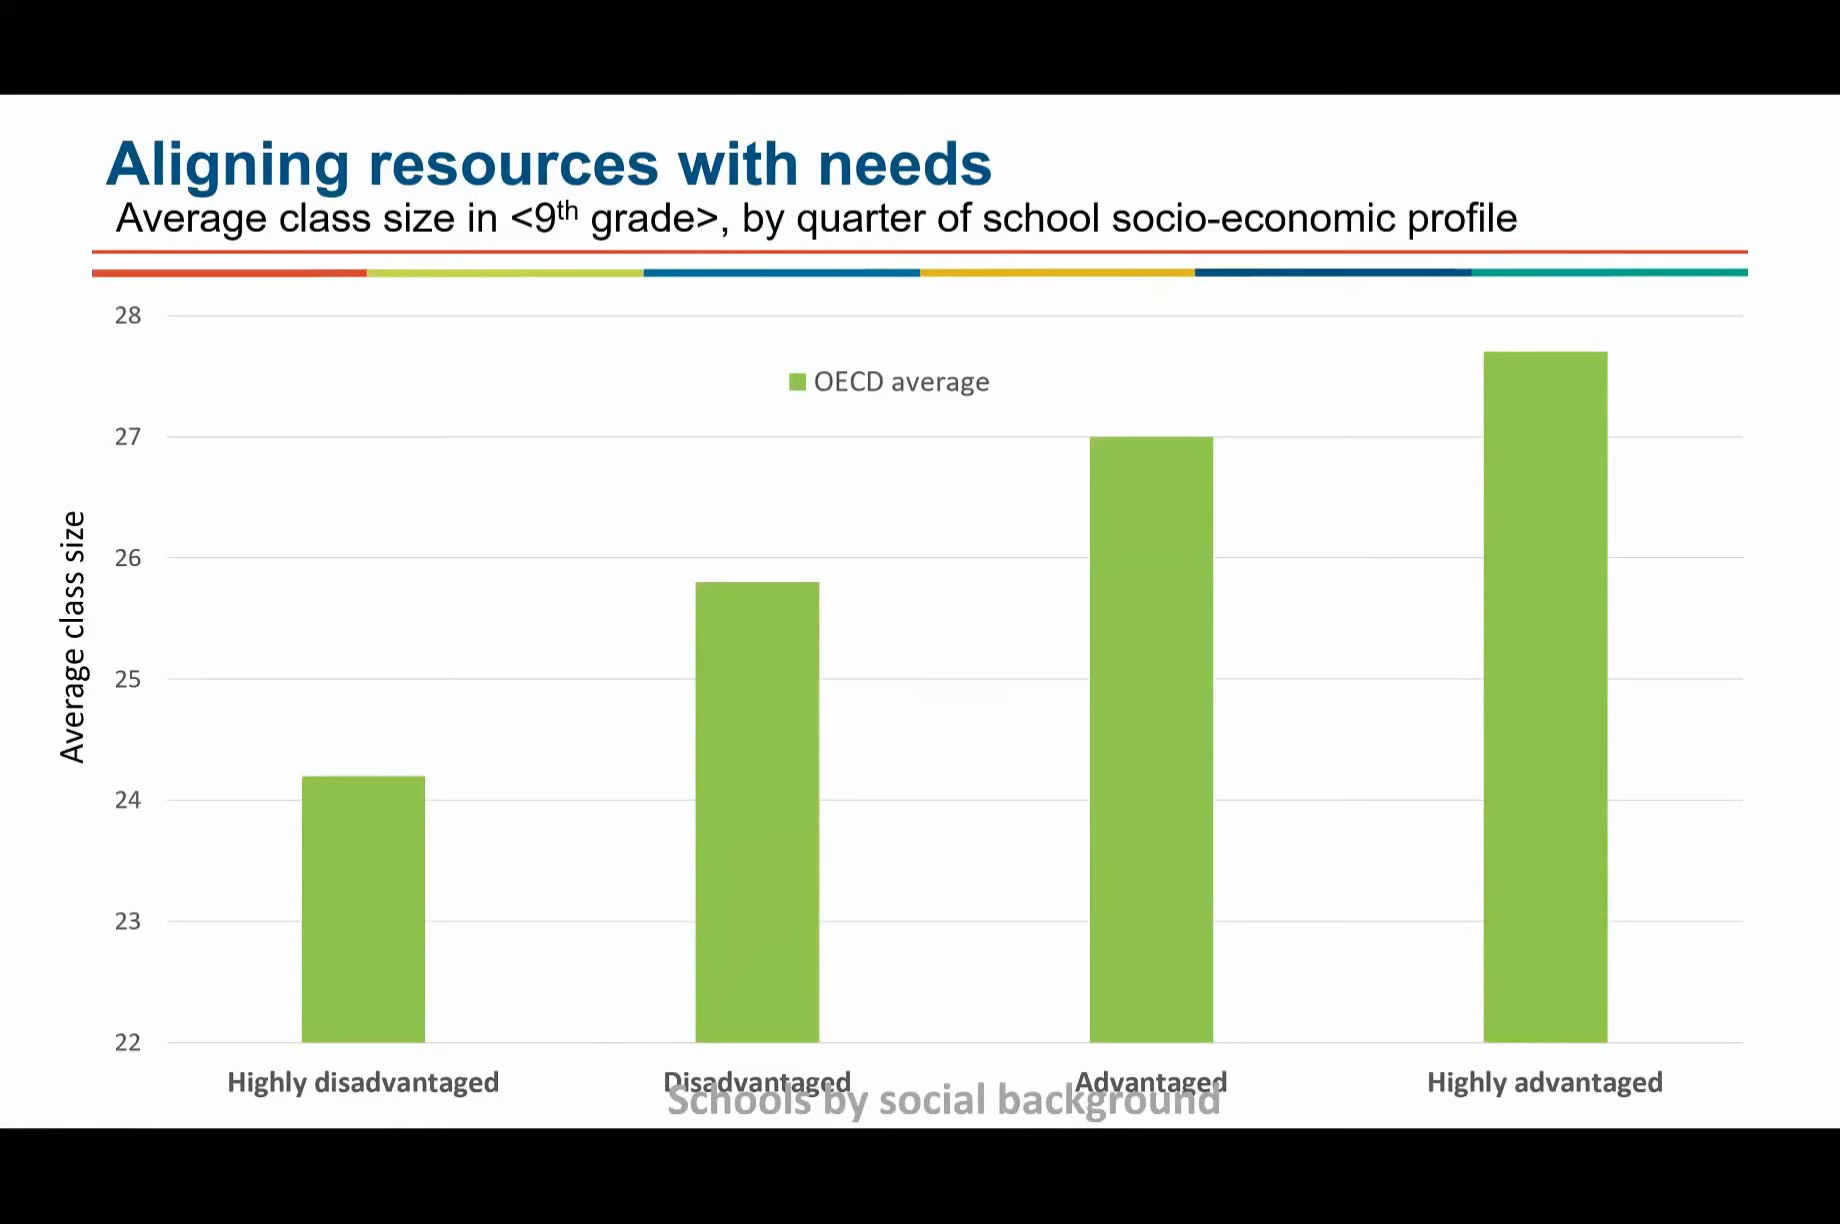 Aligning resources with needs
Average class size in <9th grade>, by quarter of school socio-economic profile
28
OECD average
27
26
25
24
23
22
Average class size
Highly disadvantaged Disadvantaged Advantaged Highly advantaged
Schools by social background